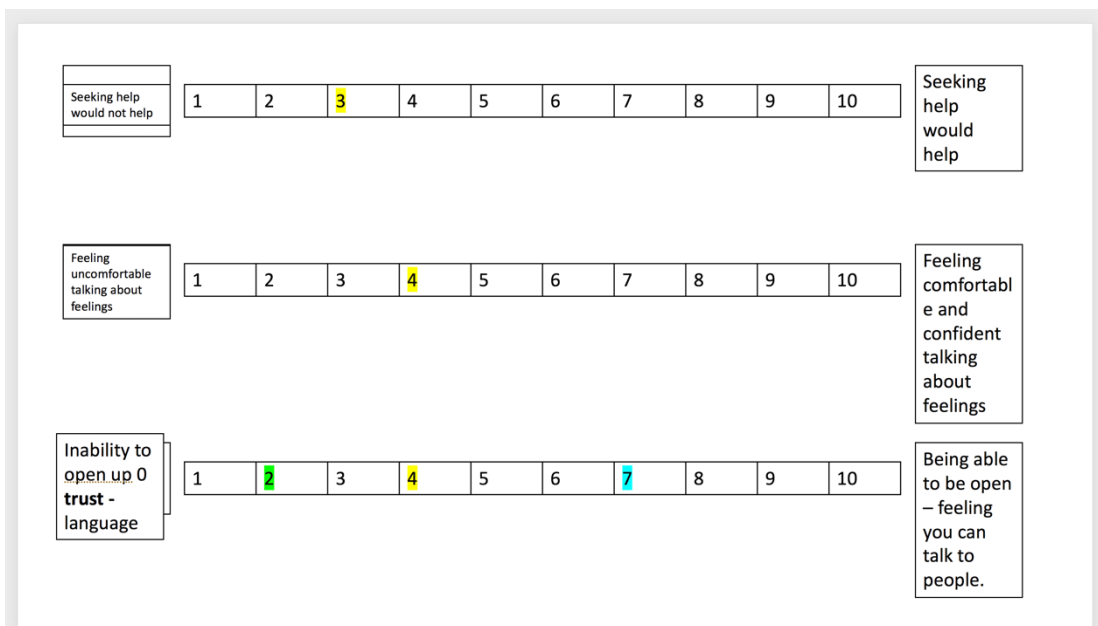 Seeking help
would not help
1 2 3 4 5 6 7 8 9 10
Seeking
help
would
help
Feeling
uncomfortable
talking about
feelings
1 2 3 4 5 6 7 8 9 10
Feeling
comfortabl
e and
confident
talking
about
feelings
Inability to
open up 0
trust -
language
1 2 3 4 5 6 7 8 9 10
Being able
to be open
– feeling
you can
talk to
people.